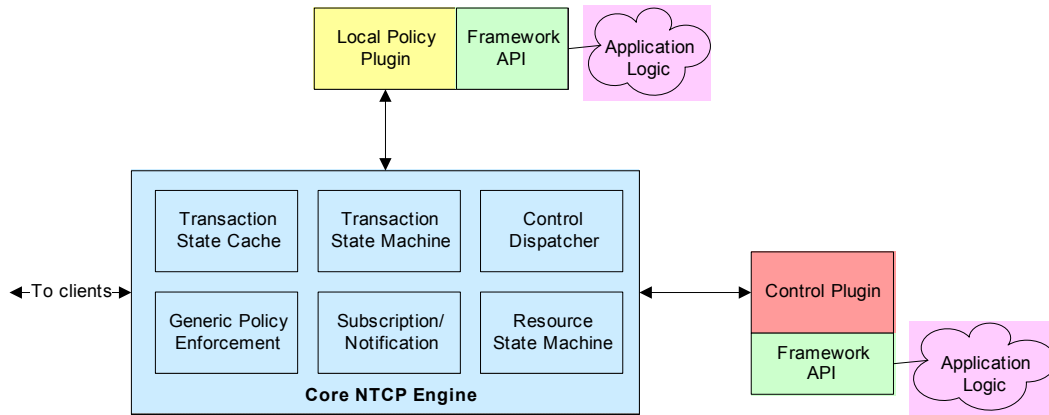 Local Policy
Plugin
Framework
API
Application
Logic
Transaction
State Cache
Transaction
State Machine
Control
Dispatcher
To clients
Generic Policy
Enforcement
Subscription/
Notification
Resource
State Machine
Core NTCP Engine
Control Plugin
Framework
API
Application
Logic